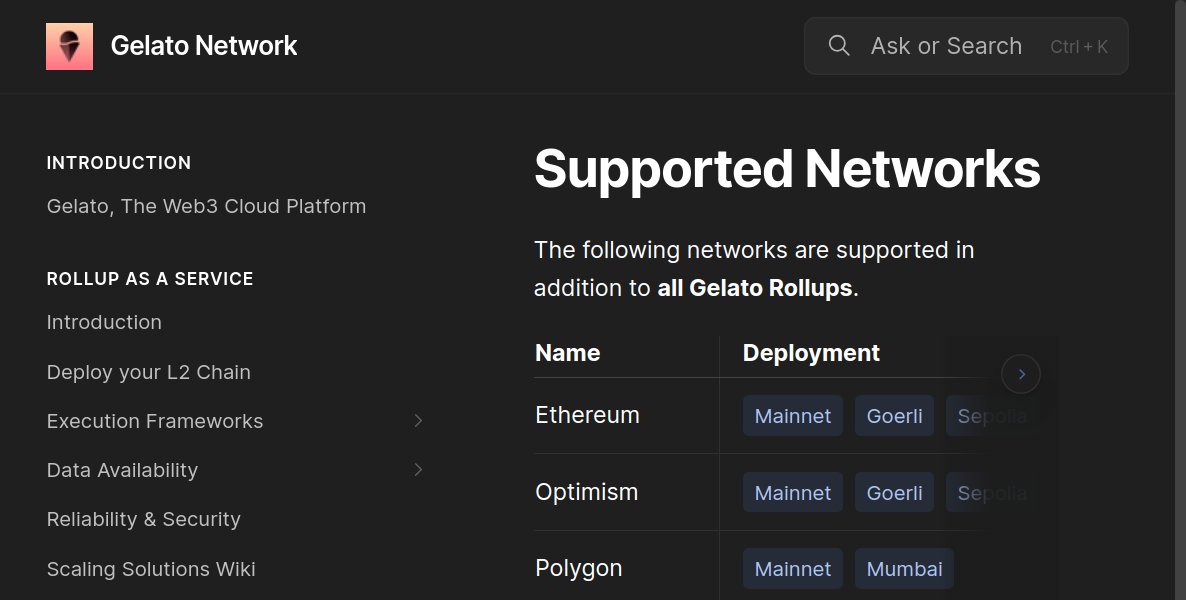 Gelato Network
Ask or Search Ctrl + K
INTRODUCTION
Gelato, The Web3 Cloud Platform
ROLLUP AS A SERVICE
Introduction
Deploy your L2 Chain
Execution Frameworks
Data Availability
Reliability & Security
Scaling Solutions Wiki
Supported Networks
The following networks are supported in
addition to all Gelato Rollups.
Name Deployment
Ethereum Mainnet Goerli Sepolia
Optimism Mainnet Goerli Sepolia
Polygon Mainnet Mumbai